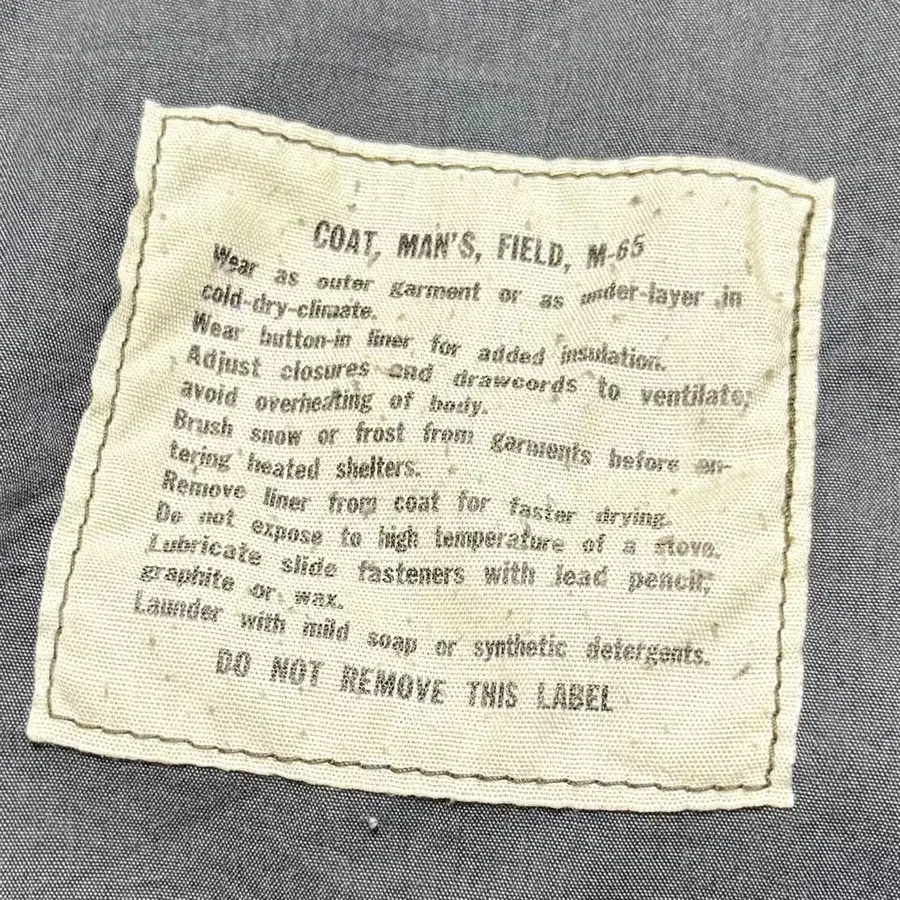 COAT, MAN'S, FIELD, M-65
Wear as outer garment or as under-layer in
cold-dry-climate.
Wear button-in liner for added insulation.
Adjust closures and drawcords to ventilate;
avoid overheating of body.
Brush snow or frost from garments before en-
tering heated shelters.
Remove liner from coat for faster drying.
Do not expose to high temperature of a stove.
Lubricate slide fasteners with lead pencil;
graphite or wax.
Launder with mild soap or synthetic detergents.
DO NOT REMOVE THIS LABEL